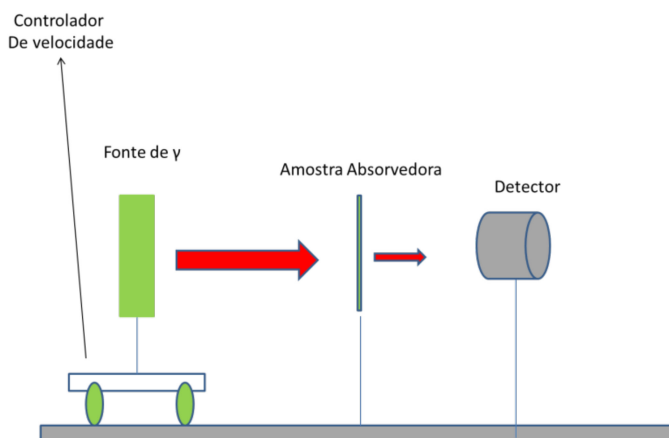 Controlador
De velocidade
Fonte de γ
Amostra Absorvedora
Detector